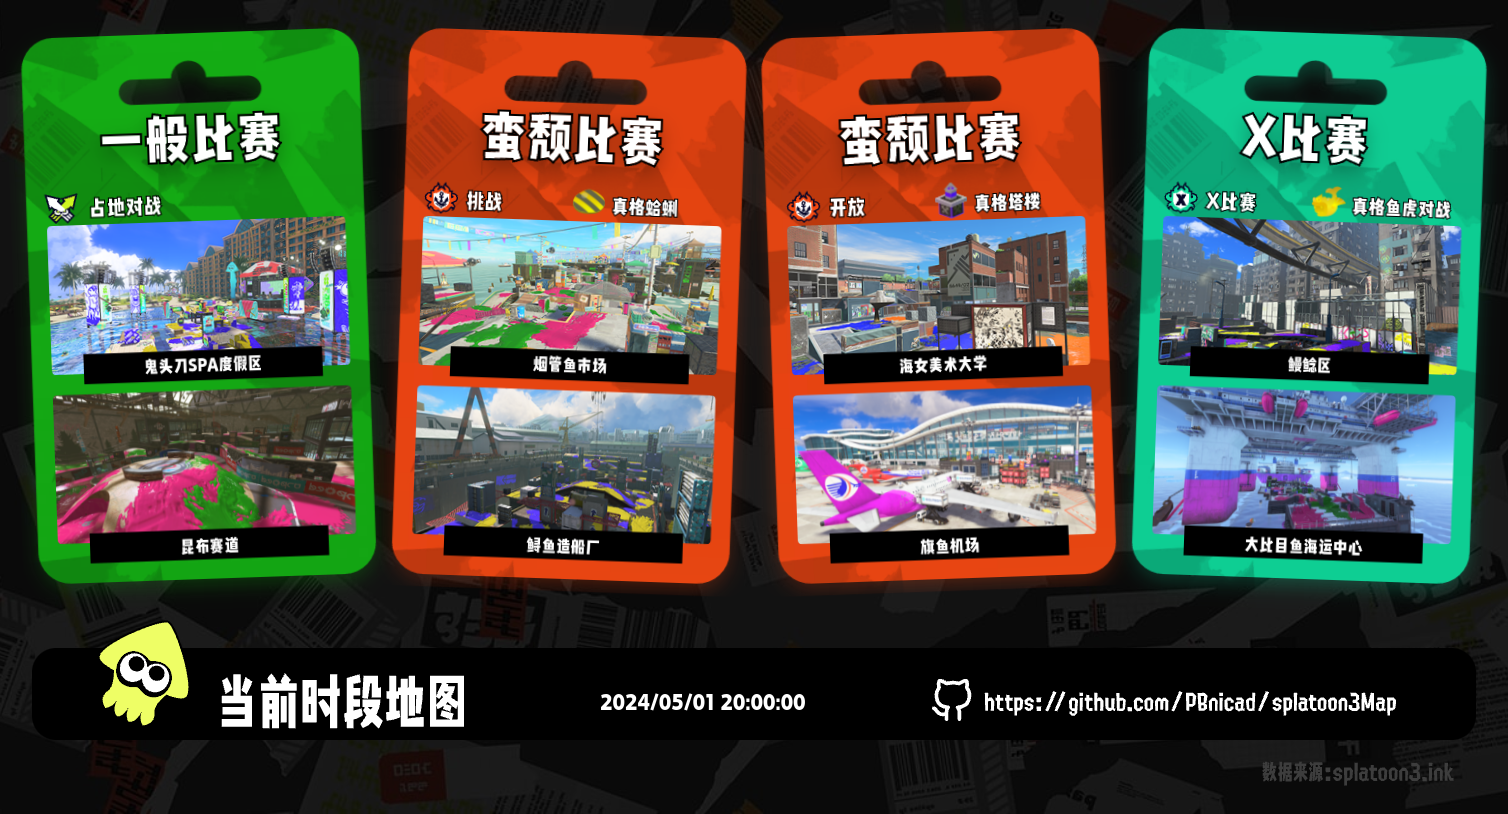 一般比赛
占地对战
鬼头刀SPA度假区
昆布赛道
蛮颓比赛
挑战
真格蛤蜊
烟管鱼市场
鲟鱼造船厂
蛮颓比赛
开放
真格塔楼
海女美术大学
旗鱼机场
X比赛
X比赛
真格鱼虎对战
鳗鲶区
大比目鱼海运中心
当前时段地图
2024/05/01 20:00:00
https://github.com/PBnicad/splatoon3Map
数据来源:splatoon3.ink